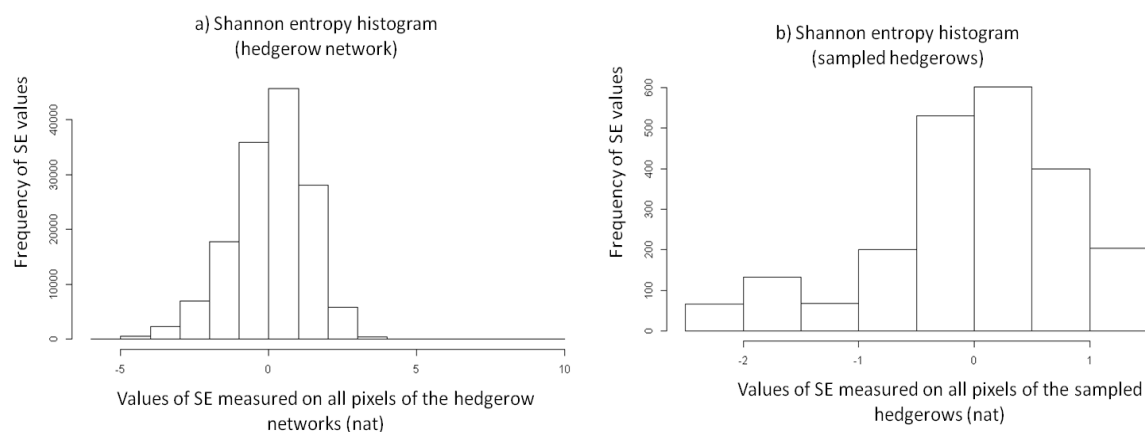 a) Shannon entropy histogram
(hedgerow network)
Frequency of SE values
40000
30000
20000
10000
0
-5
0
5
10
Values of SE measured on all pixels of the hedgerow
networks (nat)
b) Shannon entropy histogram
(sampled hedgerows)
Frequency of SE values
600
500
400
300
200
100
0
-2
-1
0
1
Values of SE measured on all pixels of the sampled
hedgerows (nat)